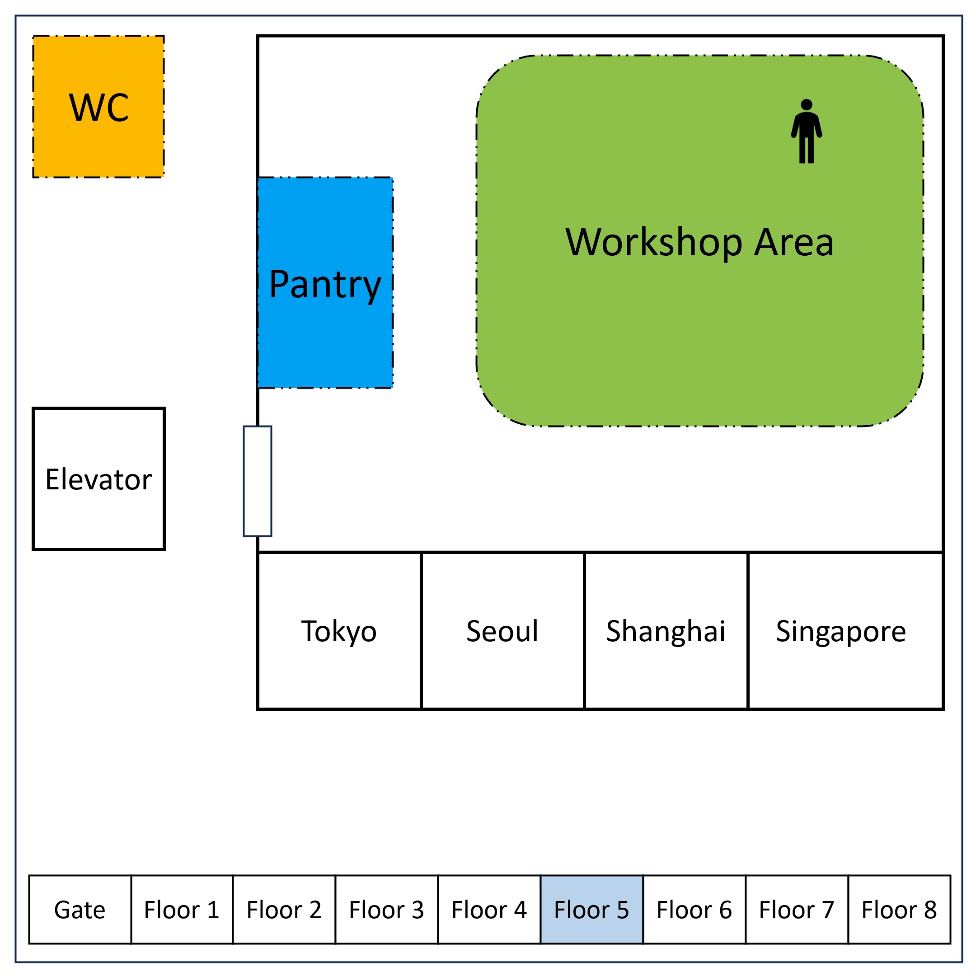 WC
Pantry
Workshop Area
Elevator
Tokyo
Seoul
Shanghai
Singapore
Gate
Floor 1
Floor 2
Floor 3
Floor 4
Floor 5
Floor 6
Floor 7
Floor 8